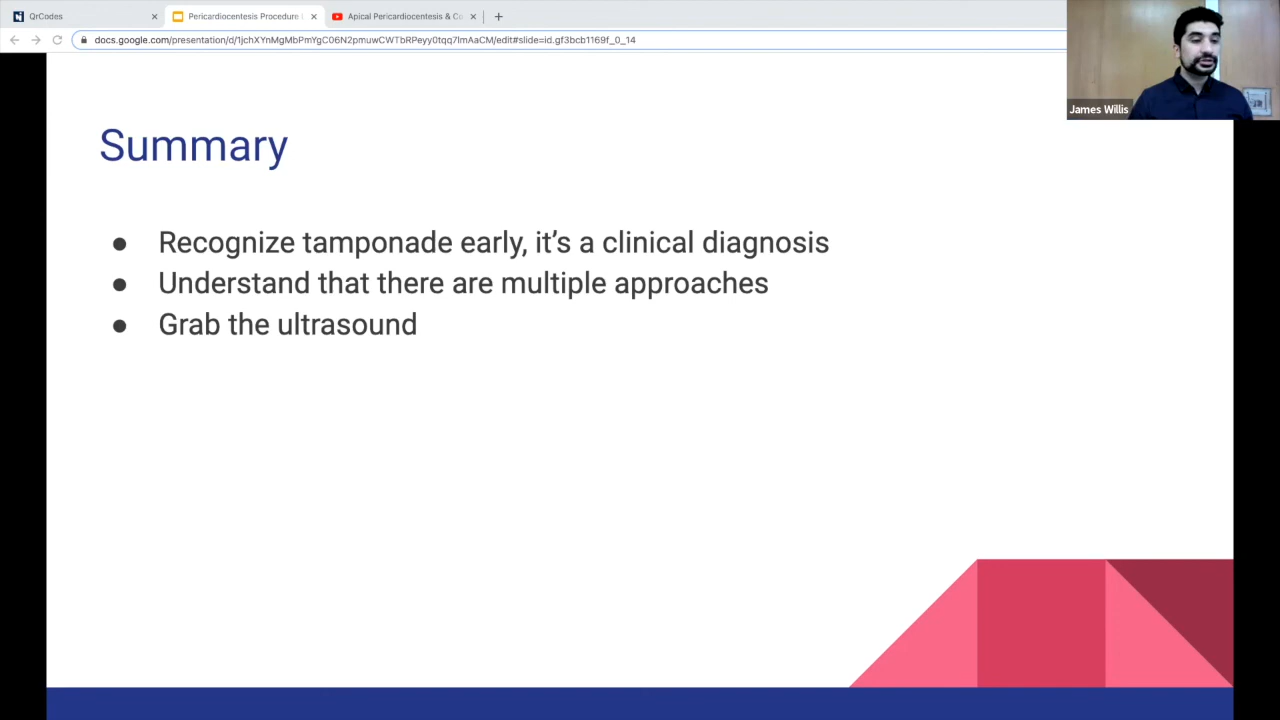 QrCodes
Pericardiocentesis Procedure
Apical Pericardiocentesis & Co
docs.google.com/presentation/d/1jchXYnMgMbPmYgC06N2pmuwCWTbRPeyy0tqq7lmAaCM/edit#slide=id.gf3bcb1169f_0_14
James Willis
Summary
● Recognize tamponade early, it’s a clinical diagnosis
● Understand that there are multiple approaches
● Grab the ultrasound